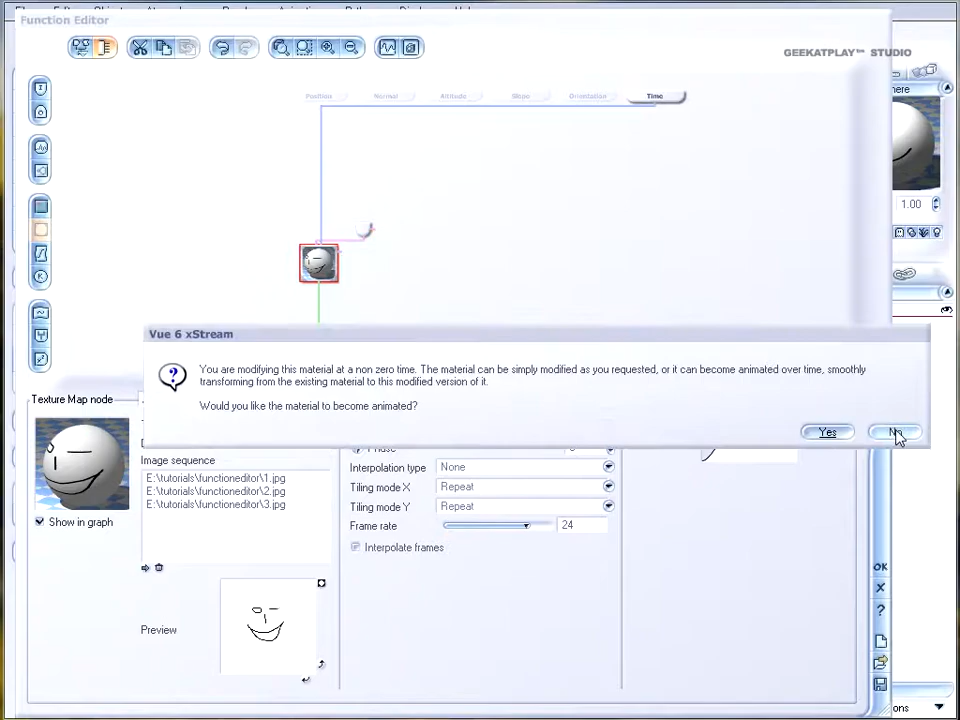 Function Editor
GEEKATPLAY™ STUDIO
Position Normal Altitude Slope Orientation Time
here
1.00
Vue 6 xStream
You are modifying this material at a non zero time. The material can be simply modified as you requested, or it can become animated over time, smoothly
transforming from the existing material to this modified version of it.
Would you like the material to become animated?
Yes
No
Texture Map node
Show in graph
Image sequence
E:\tutorials\functioneditor\1.jpg
E:\tutorials\functioneditor\2.jpg
E:\tutorials\functioneditor\3.jpg
Preview
Phase
Interpolation type None
Tiling mode X Repeat
Tiling mode Y Repeat
Frame rate 24
Interpolate frames
OK
ons